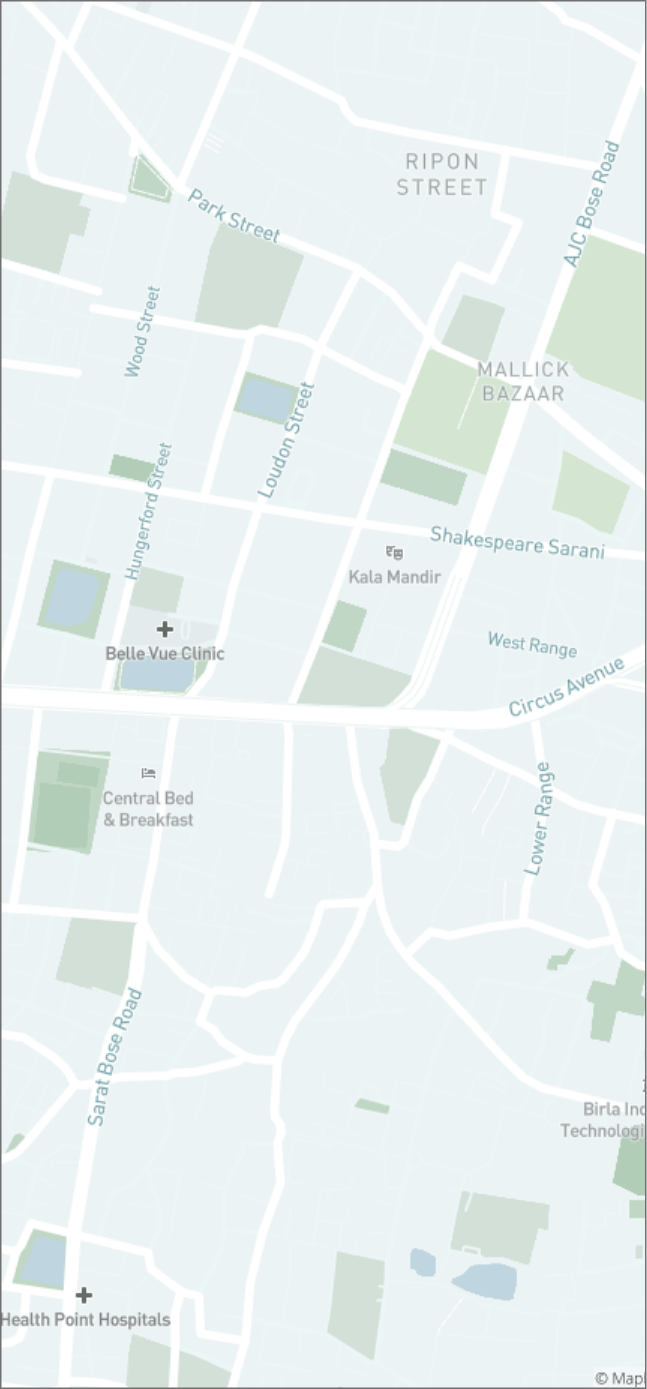 RIPON
STREET
AJC Bose Road
Park Street
Wood Street
MALLICK
BAZAAR
Loudon Street
Hungerford Street
Shakespeare Sarani
Kala Mandir
West Range
Belle Vue Clinic
Circus Avenue
Central Bed
& Breakfast
Lower Range
Sarat Bose Road
Birla Ind
Technologi
Health Point Hospitals
© Map